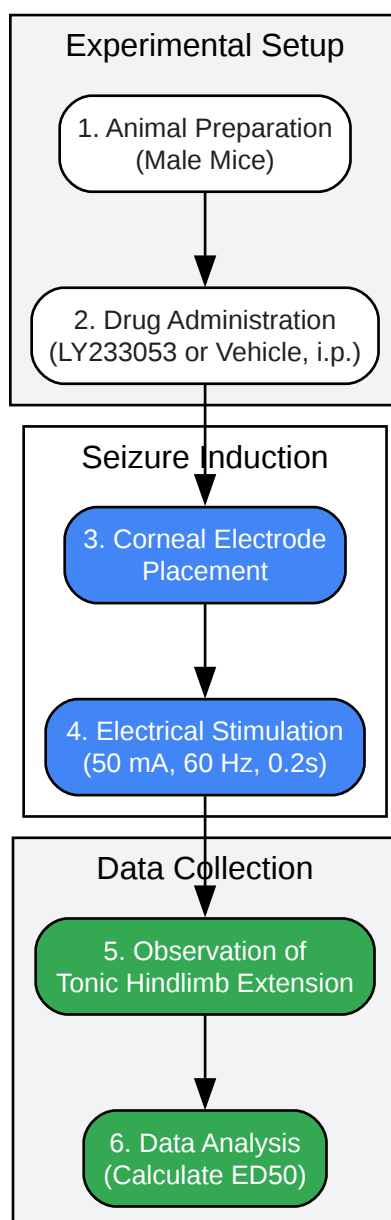 Experimental Setup
1. Animal Preparation
(Male Mice)
2. Drug Administration
(LY233053 or Vehicle, i.p.)
Seizure Induction
3. Corneal Electrode
Placement
4. Electrical Stimulation
(50 mA, 60 Hz, 0.2s)
Data Collection
5. Observation of
Tonic Hindlimb Extension
6. Data Analysis
(Calculate ED50)